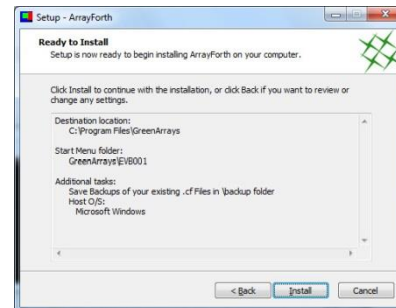 Setup - ArrayForth
Ready to Install
Setup is now ready to begin installing ArrayForth on your computer.
Click Install to continue with the installation, or click Back if you want to review or
change any settings.
Destination location:
C:\Program Files\GreenArrays
Start Menu folder:
GreenArrays\EVB001
Additional tasks:
Save Backups of your existing .cf Files in \backup folder
Host O/S:
Microsoft Windows
< Back
Install
Cancel